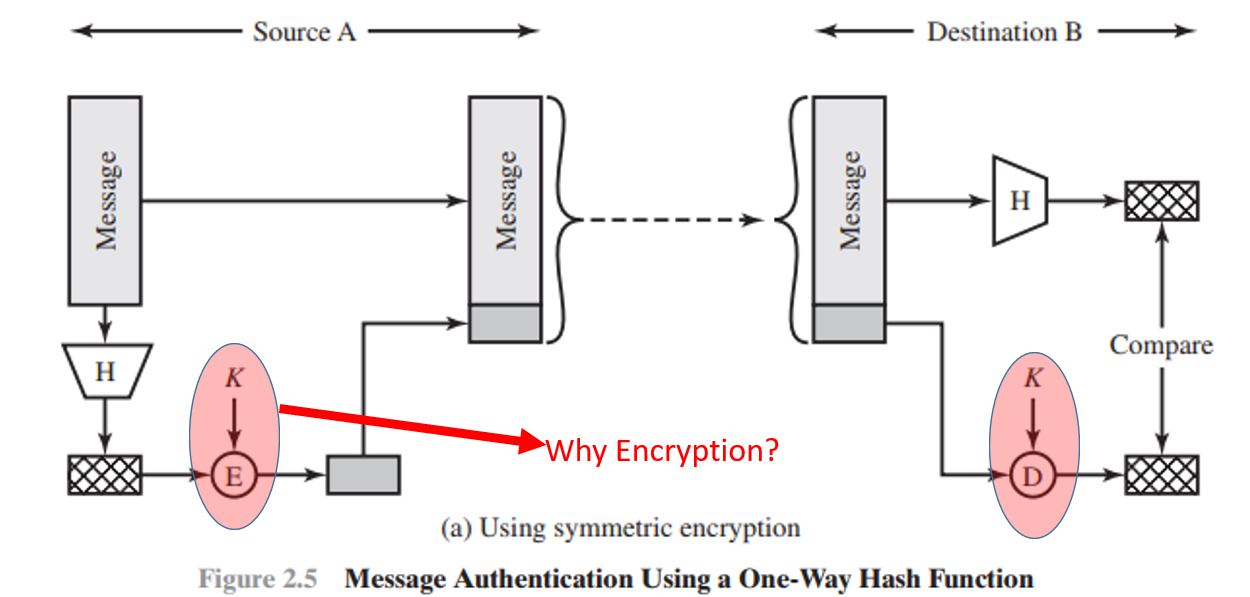 Source A
Destination B
Message
Message
Message
H
H
K
K
Compare
Why Encryption?
E
D
(a) Using symmetric encryption
Figure 2.5 Message Authentication Using a One-Way Hash Function